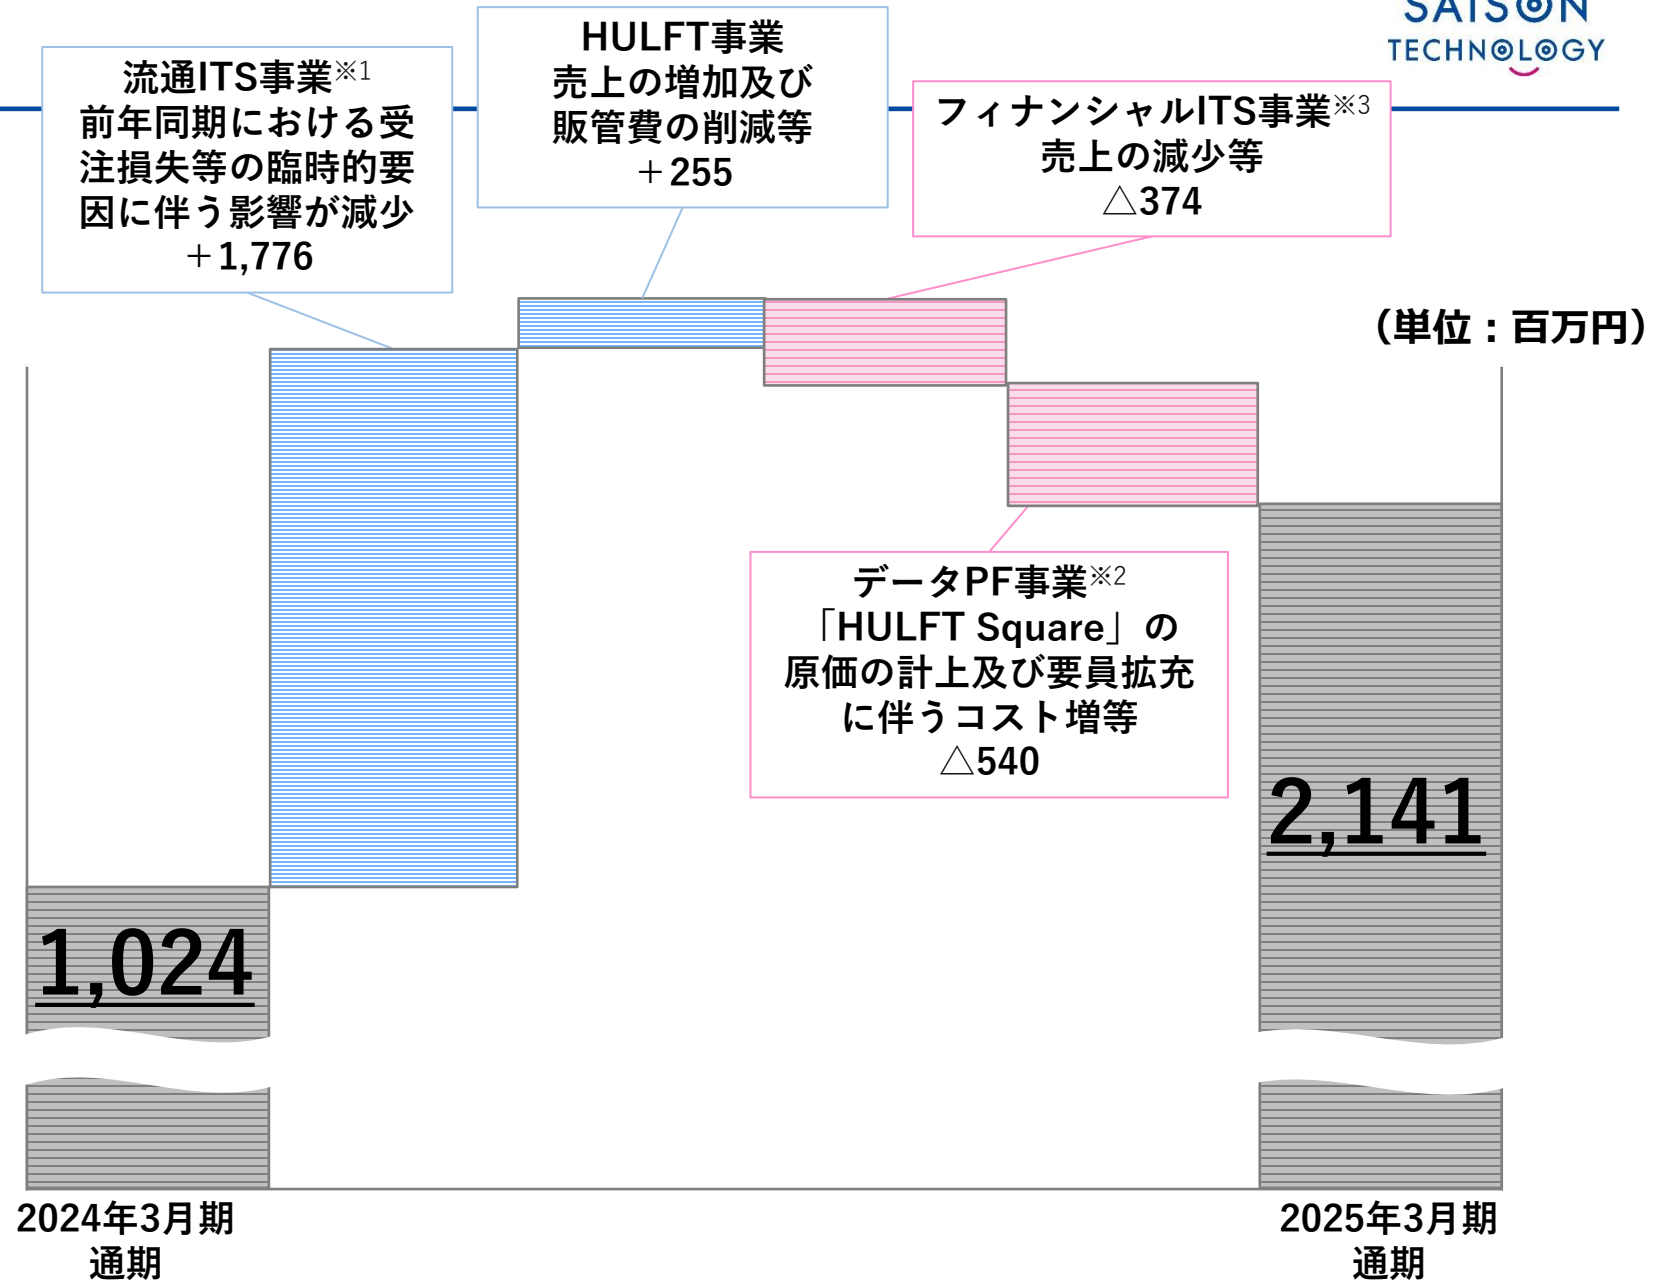 SAISON
TECHNOLOGY
流通ITS事業※1
前年同期における受
注損失等の臨時的要
因に伴う影響が減少
＋1,776
HULFT事業
売上の増加及び
販管費の削減等
＋255
フィナンシャルITS事業※3
売上の減少等
△374
（単位：百万円）
データPF事業※2
「HULFT Square」の
原価の計上及び要員拡充
に伴うコスト増等
△540
2,141
1,024
2024年3月期
通期
2025年3月期
通期